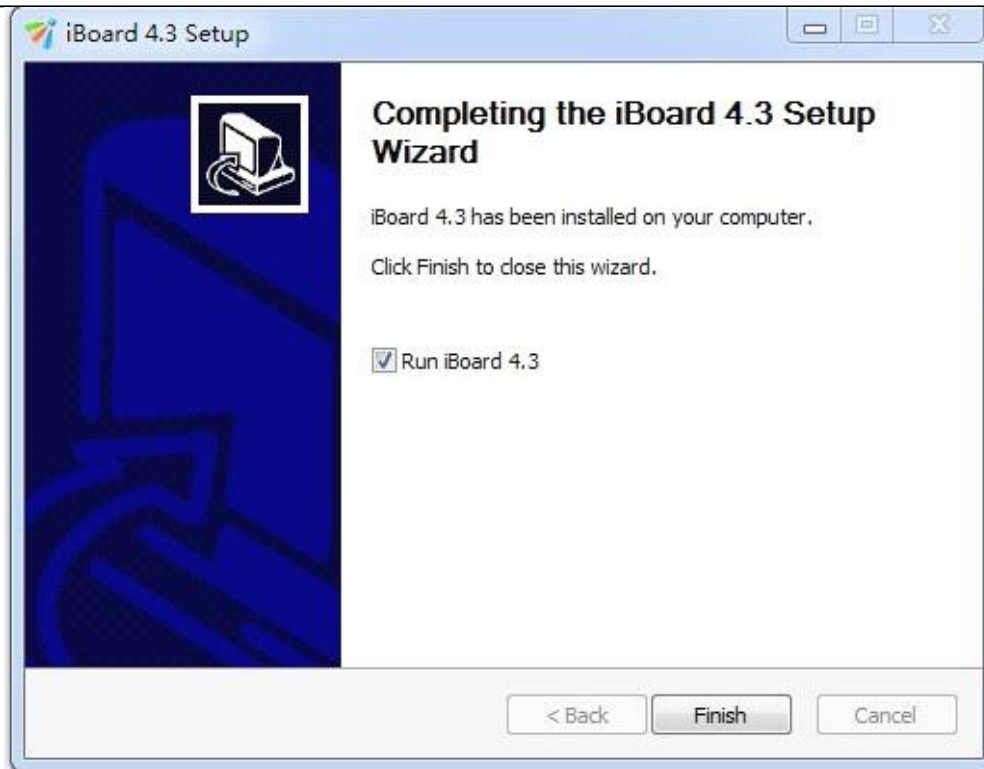 iBoard 4.3 Setup
Completing the iBoard 4.3 Setup
Wizard
iBoard 4.3 has been installed on your computer.
Click Finish to close this wizard.
Run iBoard 4.3
< Back
Finish
Cancel